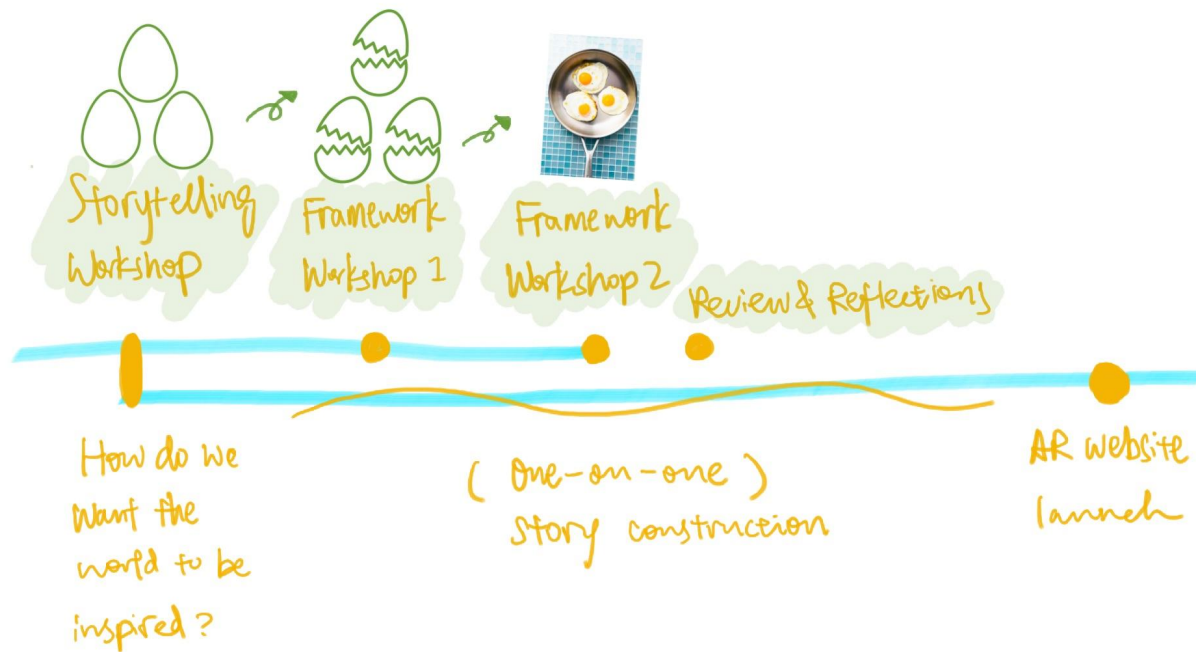 Storytelling
Workshop
Framework
Workshop 1
Framework
Workshop 2
Review & Reflections
How do we
want the
world to be
inspired?
(One-on-one)
story construction
AR website
launch